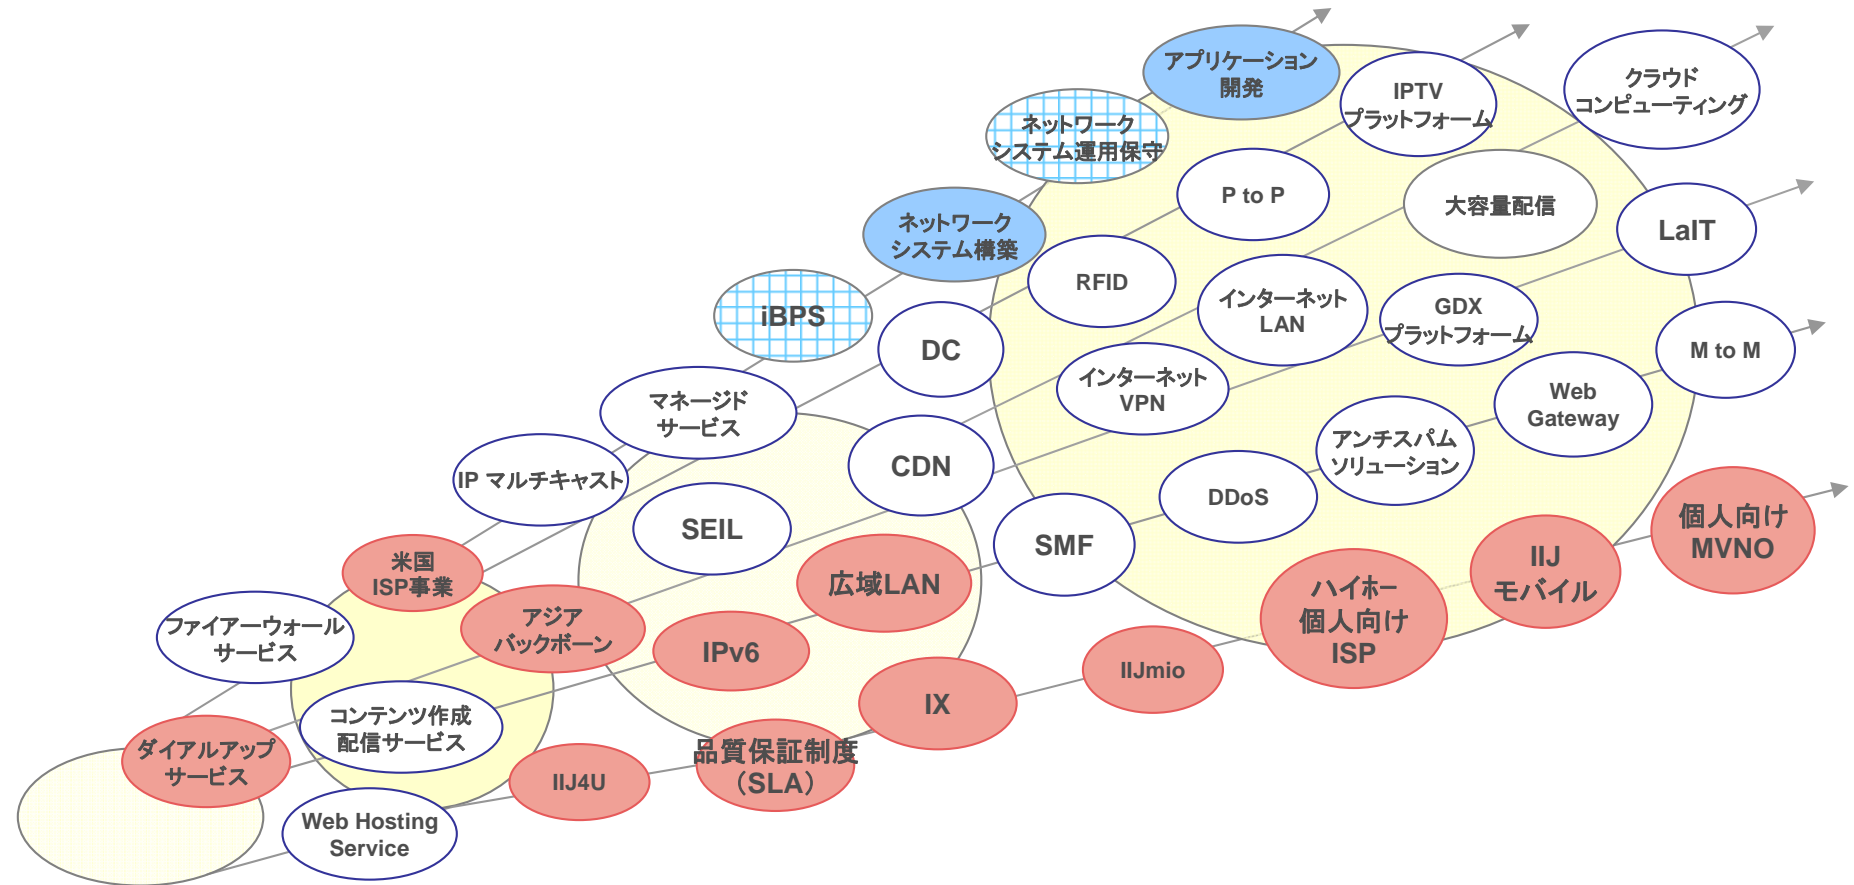 アプリケーション
開発
IPTV
プラットフォーム
クラウド
コンピューティング
ネットワーク
システム運用保守
P to P
大容量配信
ネットワーク
システム構築
LaIT
RFID
インターネット
LAN
GDX
プラットフォーム
iBPS
DC
M to M
マネージド
サービス
インターネット
VPN
Web
Gateway
アンチスパム
ソリューション
IP マルチキャスト
CDN
DDoS
SEIL
SMF
個人向け
MVNO
米国
ISP事業
広域LAN
IIJ
モバイル
ハイホー
個人向け
ISP
ファイアーウォール
サービス
アジア
バックボーン
IPv6
IIJmio
IX
コンテンツ作成
配信サービス
ダイアルアップ
サービス
IIJ4U
品質保証制度
（SLA）
Web Hosting
Service